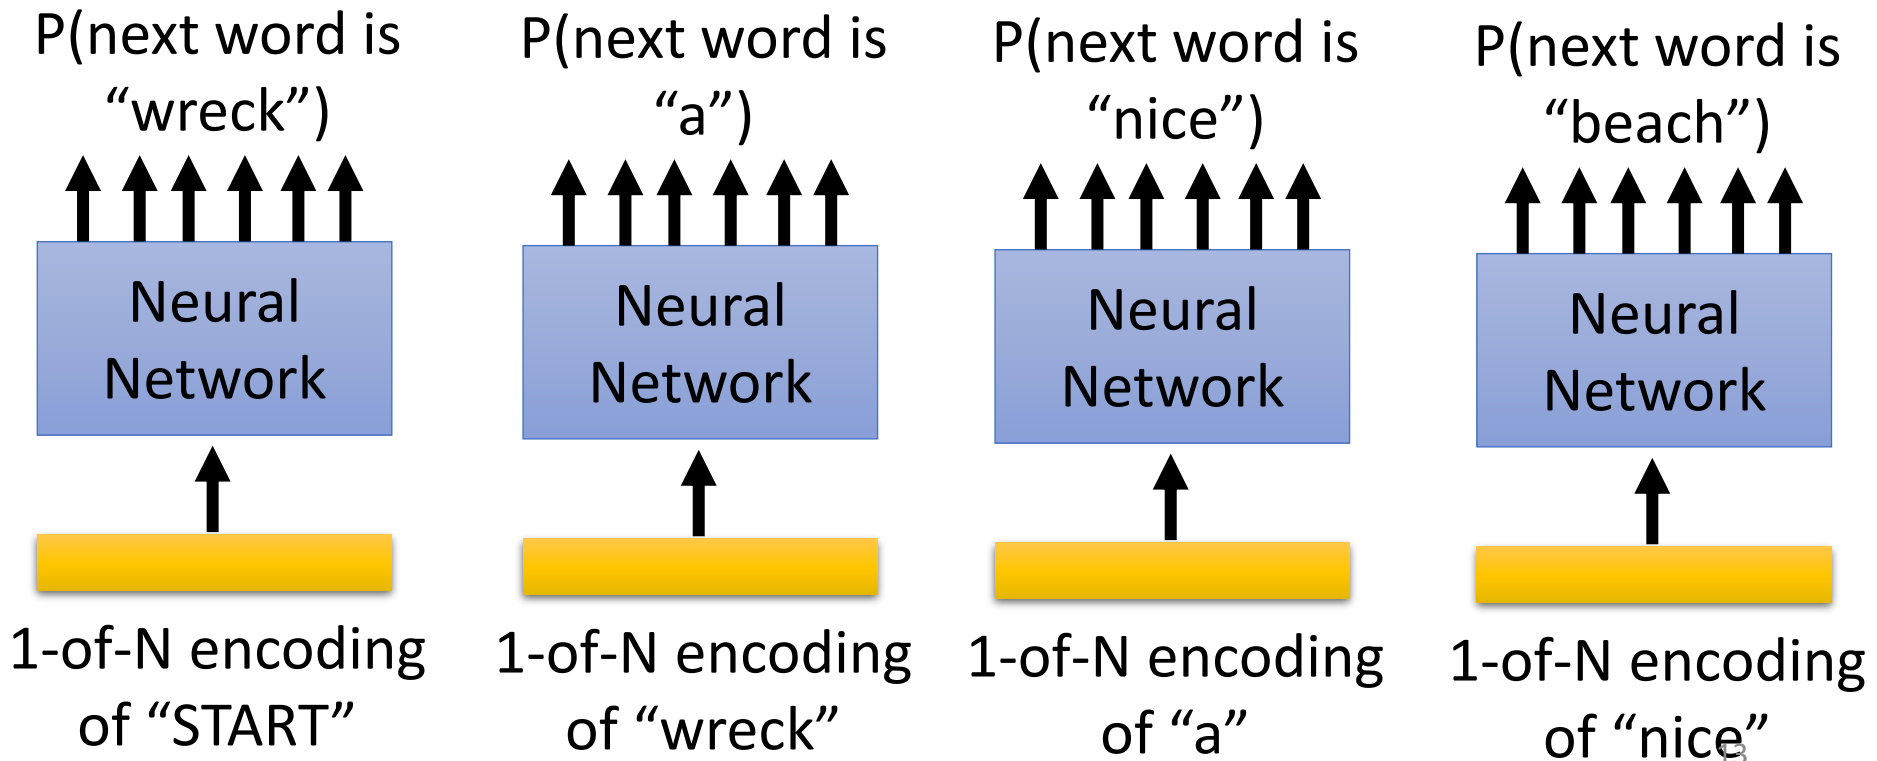 P(next word is
“wreck”)
P(next word is
“a”)
P(next word is
“nice”)
P(next word is
“beach”)
Neural
Network
Neural
Network
Neural
Network
Neural
Network
1-of-N encoding
of “START”
1-of-N encoding
of “wreck”
1-of-N encoding
of “a”
1-of-N encoding
of “nice”
13